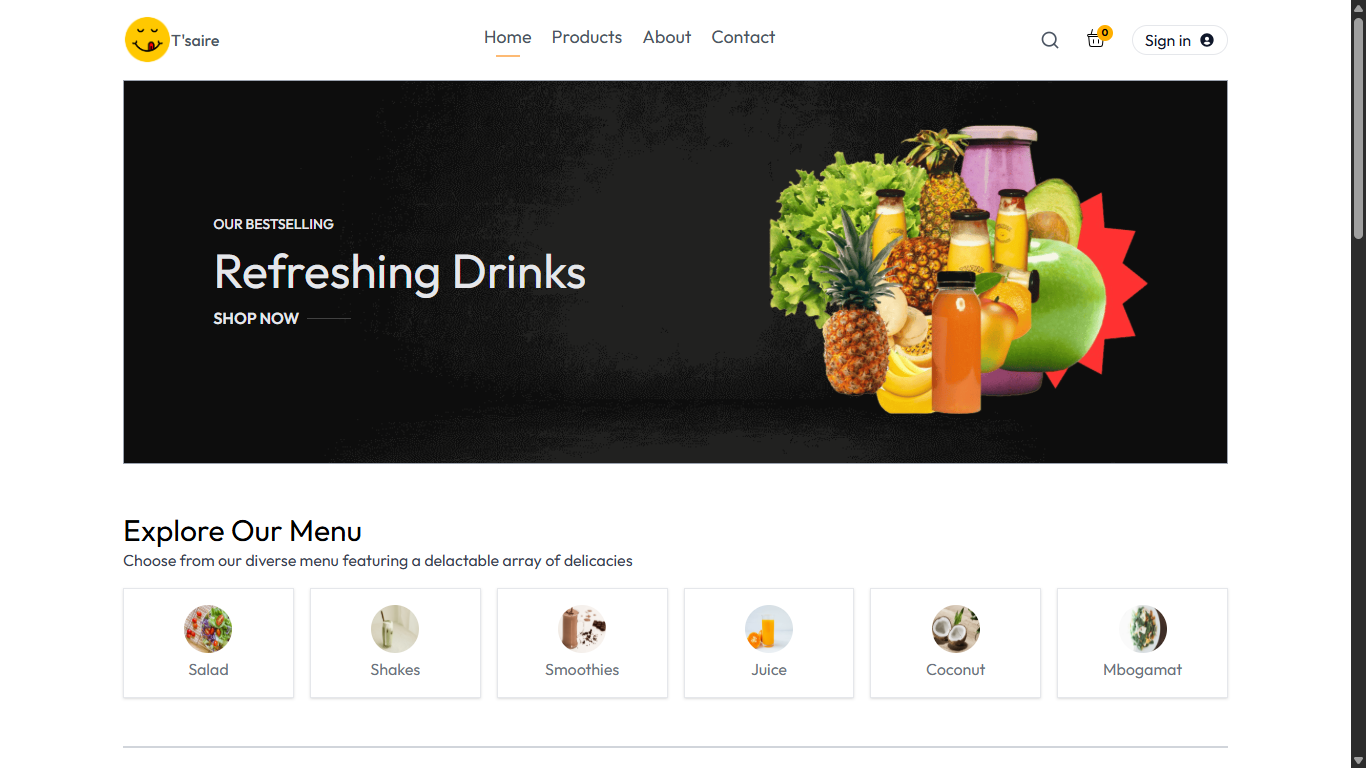 T'saire
Home Products About Contact
0
Sign in
OUR BESTSELLING
Refreshing Drinks
SHOP NOW
Explore Our Menu
Choose from our diverse menu featuring a delactable array of delicacies
Salad Shakes Smoothies Juice Coconut Mbogamat